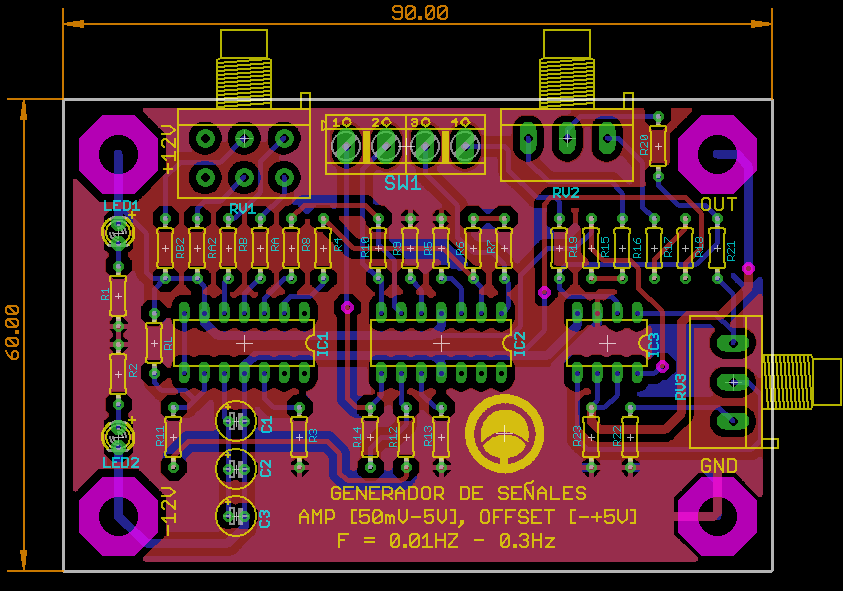 90.00
60.00
+12V
1 2 3 4
SW1
R20
LED1
RV1
RV2
OUT
RB2
RA2
RB
RA
R8
R4
R10
R9
R5
R6
R7
R19
R15
R16
R17
R18
R21
R1
RL
IC1
IC2
IC3
R2
RV3
R11
C1
R3
R14
R12
R13
R23
R22
LED2
C2
GND
-12V
C3
GENERADOR DE SEÑALES
AMP [50mV-5V], OFFSET [-+5V]
F = 0.01HZ - 0.3Hz